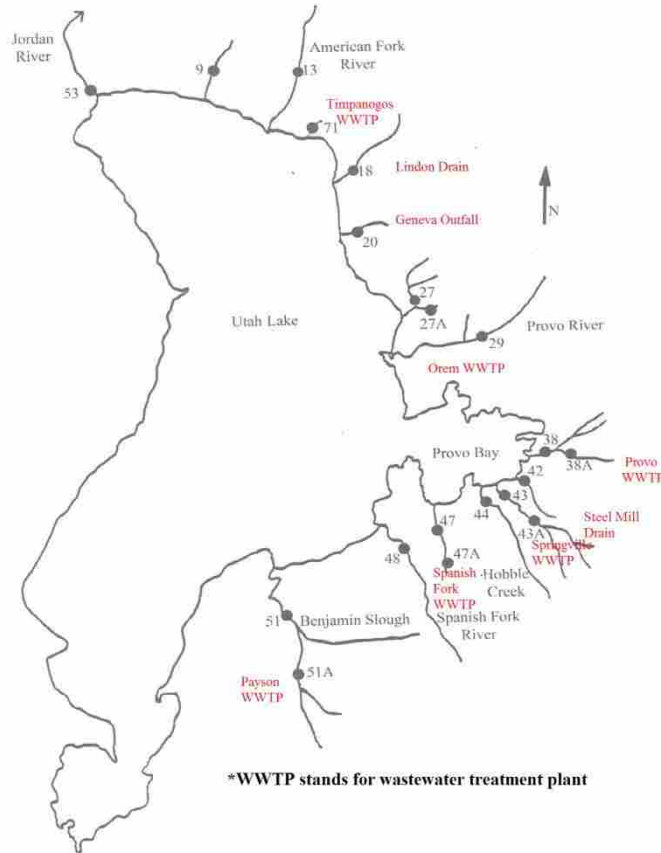 Jordan
River
American Fork
River
9
13
53
Timpanogos
WWTP
71
Lindon Drain
18
Geneva Outfall
20
N
27
27A
Utah Lake
Provo River
29
Orem WWTP
38
Provo Bay
38A
Provo
WWTP
42
43
44
Steel Mill
Drain
43A
Springville
WWTP
47
48
47A
Hobble
Creek
Spanish
Fork
WWTP
Spanish Fork
River
51
Benjamin Slough
51A
Payson
WWTP
*WWTP stands for wastewater treatment plant